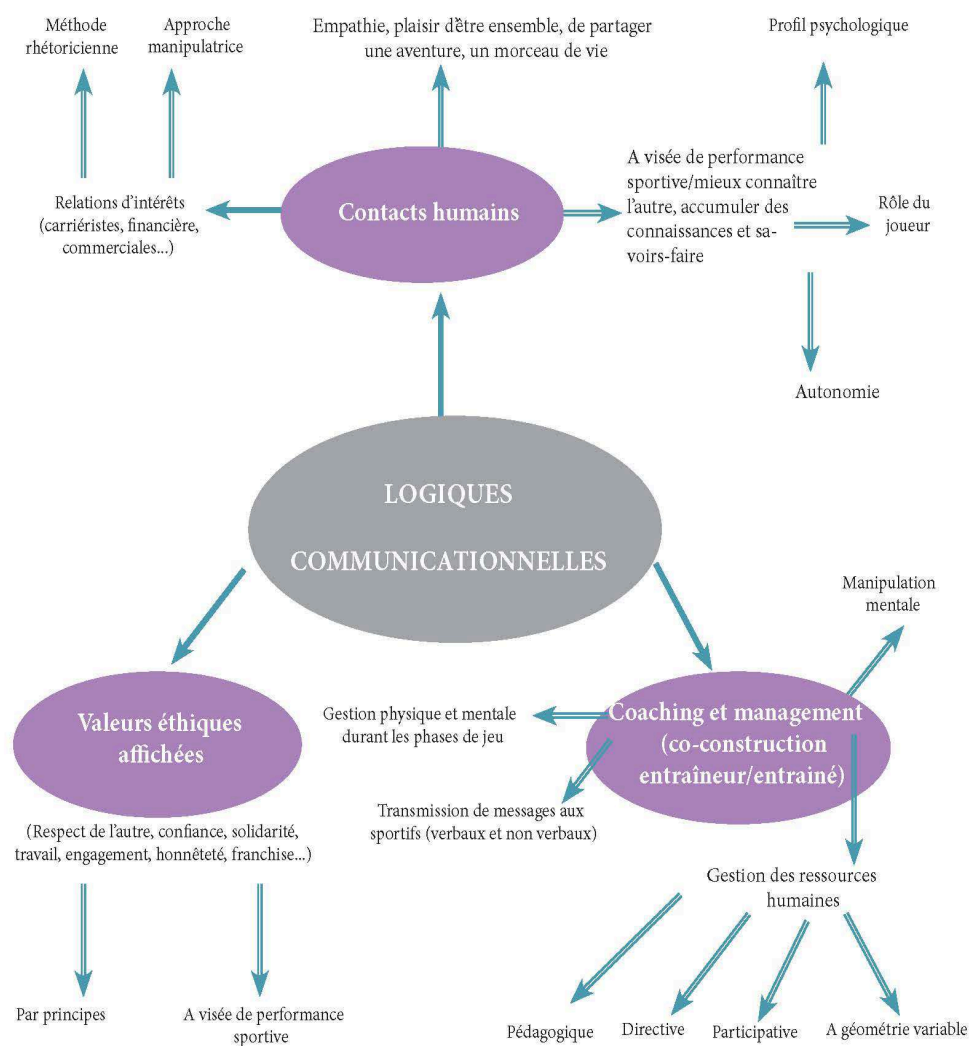 Méthode
rhétoricienne
Approche
manipulatrice
Empathie, plaisir d'être ensemble, de partager
une aventure, un morceau de vie
Profil psychologique
Relations d'intérêts
(carriéristes, financière,
commerciales...)
Contacts humains
A visée de performance
sportive/mieux connaître
l'autre, accumuler des
connaissances et sa-
voirs-faire
Rôle du
joueur
Autonomie
LOGIQUES
COMMUNICATIONNELLES
Manipulation
mentale
Valeurs éthiques
affichées
Gestion physique et mentale
durant les phases de jeu
Coaching et management
(co-construction
entraîneur/entrainé)
Transmission de messages aux
sportifs (verbaux et non verbaux)
(Respect de l'autre, confiance, solidarité,
travail, engagement, honnêteté, franchise...)
Gestion des ressources
humaines
Par principes
A visée de performance
sportive
Pédagogique
Directive
Participative
A géométrie variable